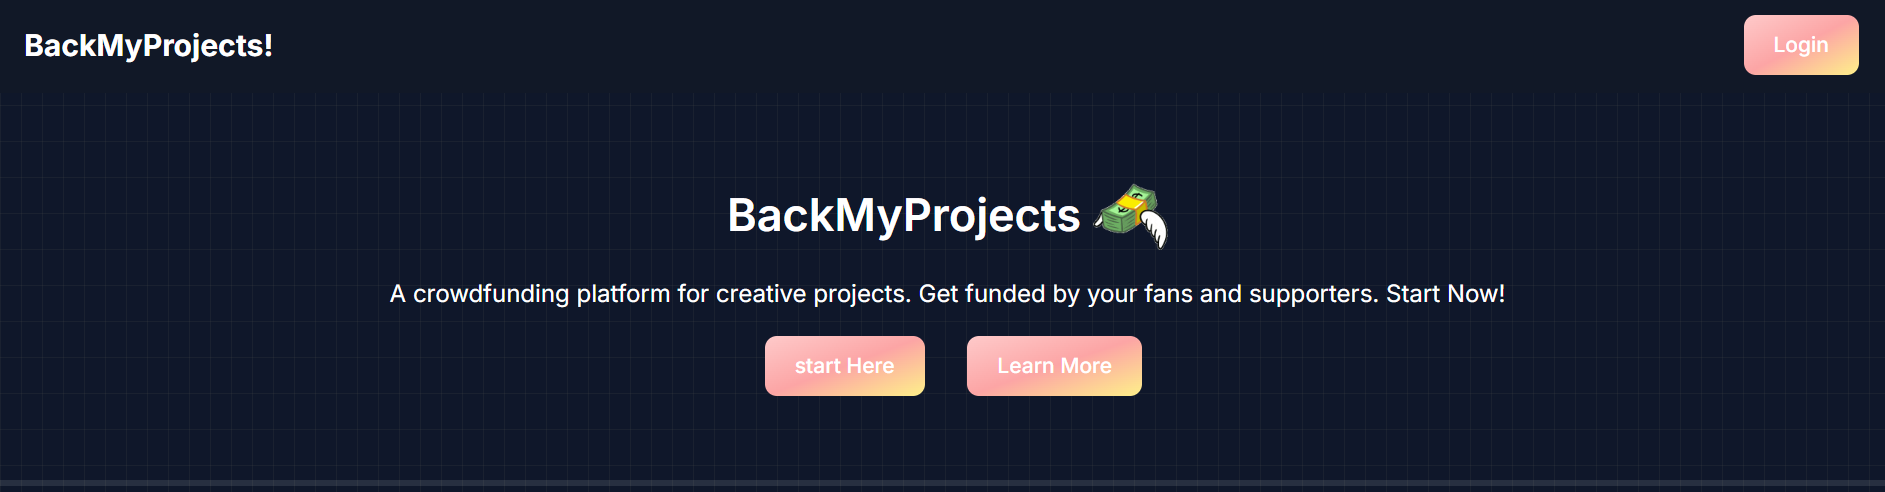 BackMyProjects!
Login
BackMyProjects
A crowdfunding platform for creative projects. Get funded by your fans and supporters. Start Now!
start Here
Learn More